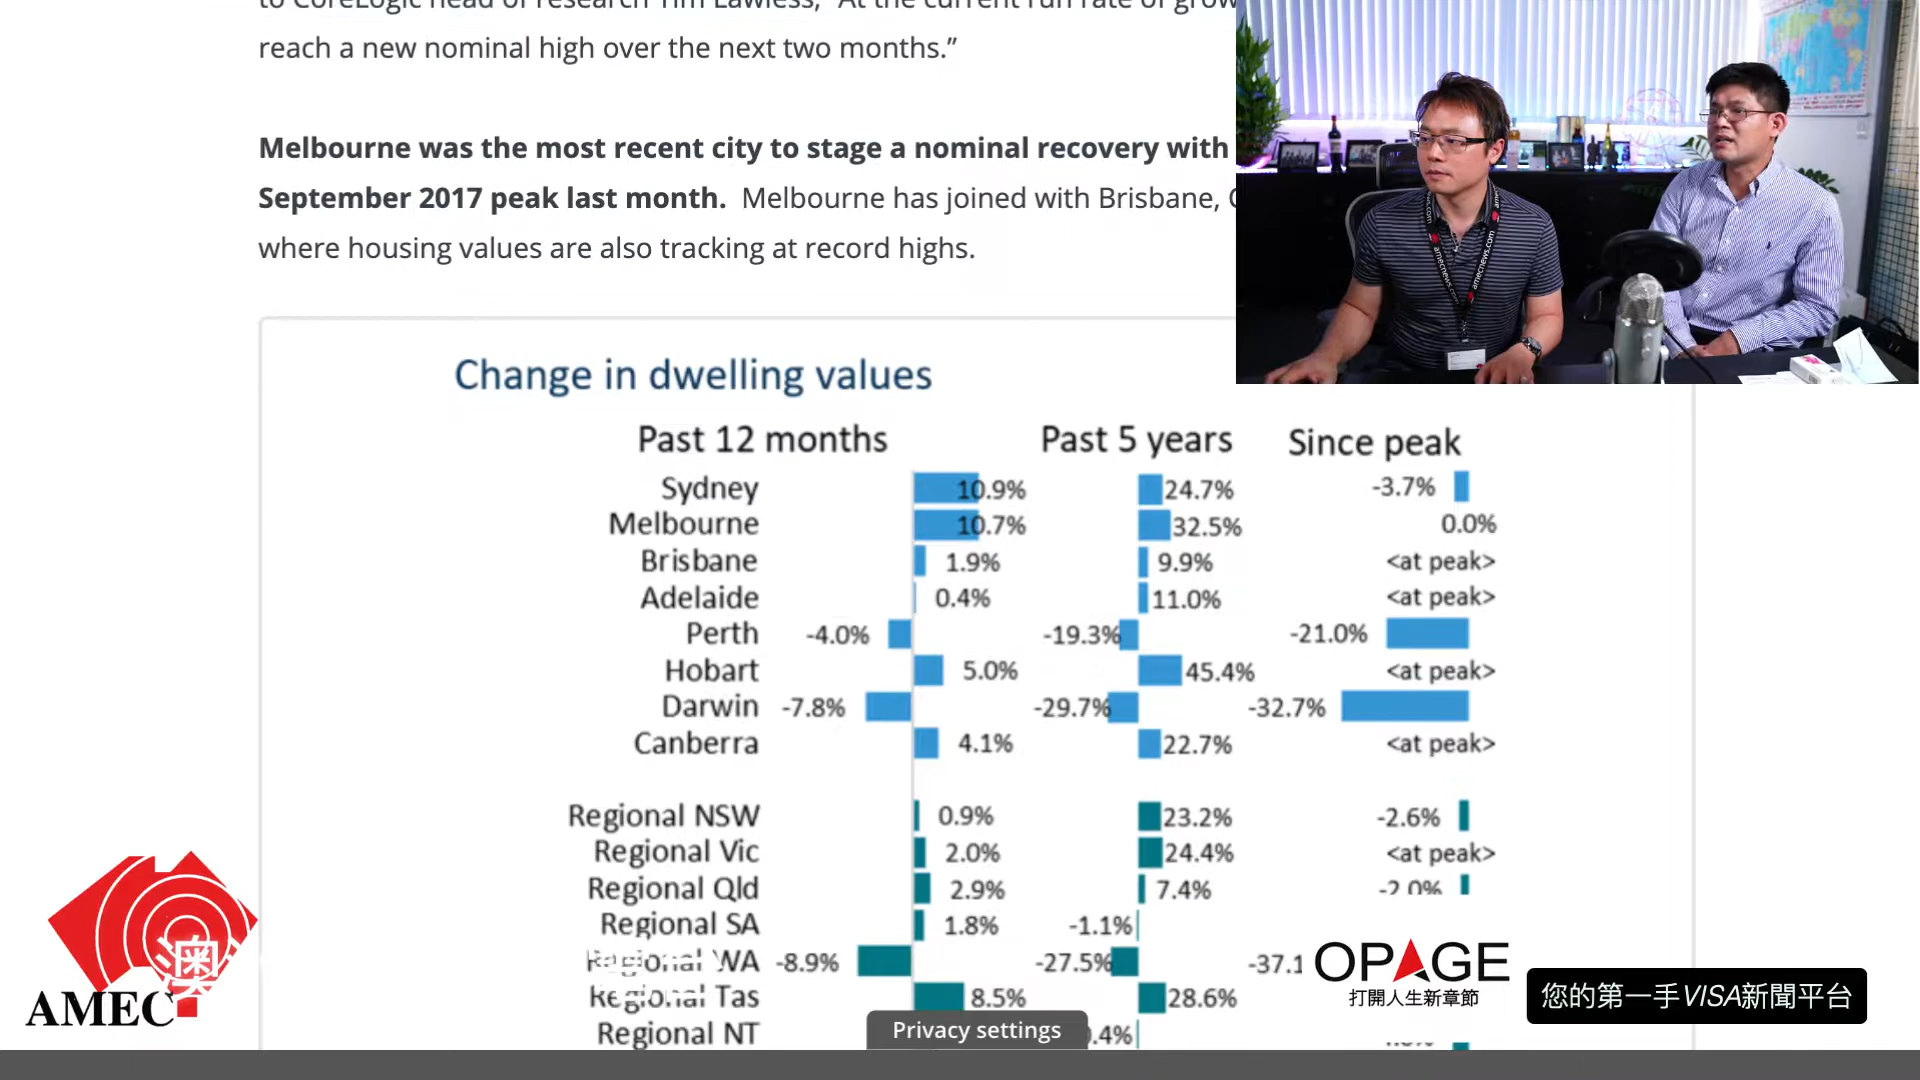 reach a new nominal high over the next two months.”
Melbourne was the most recent city to stage a nominal recovery with
September 2017 peak last month. Melbourne has joined with Brisbane,
where housing values are also tracking at record highs.
Change in dwelling values
Past 12 months Past 5 years Since peak
Sydney 10.9% 24.7% -3.7%
Melbourne 10.7% 32.5% 0.0%
Brisbane 1.9% 9.9% <at peak>
Adelaide 0.4% 11.0% <at peak>
Perth -4.0% -19.3% -21.0%
Hobart 5.0% 45.4% <at peak>
Darwin -7.8% -29.7% -32.7%
Canberra 4.1% 22.7% <at peak>
Regional NSW 0.9% 23.2% -2.6%
Regional Vic 2.0% 24.4% <at peak>
Regional Qld 2.9% 7.4% -2.0%
Regional SA 1.8% -1.1%
Regional WA -8.9% -27.5% -37.1
Regional Tas 8.5% 28.6%
Regional NT
Privacy settings
澳
AMEC
OPAGE
打開人生新章節
您的第一手VISA新聞平台
amecnews.com